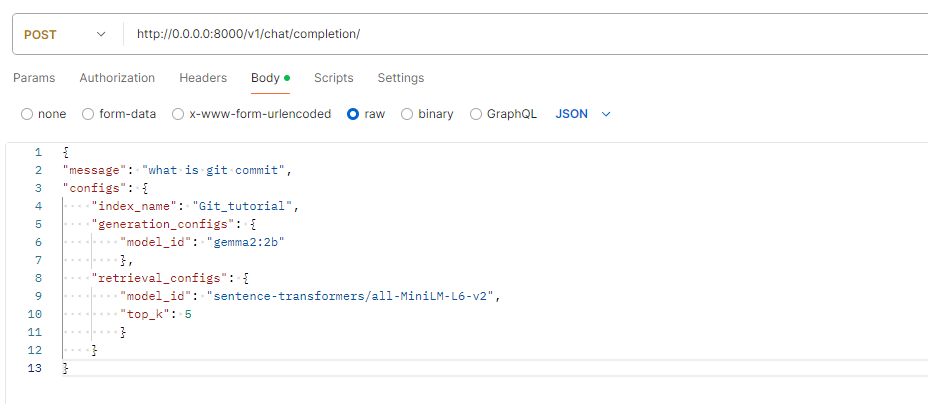 POST http://0.0.0.0:8000/v1/chat/completion/
Params Authorization Headers Body Scripts Settings
none form-data x-www-form-urlencoded raw binary GraphQL JSON
1 {
2 "message": "what is git commit",
3 "configs": {
4 "index_name": "Git_tutorial",
5 "generation_configs": {
6 "model_id": "gemma2:2b"
7 },
8 "retrieval_configs": {
9 "model_id": "sentence-transformers/all-MiniLM-L6-v2",
10 "top_k": 5
11 }
12 }
13 }